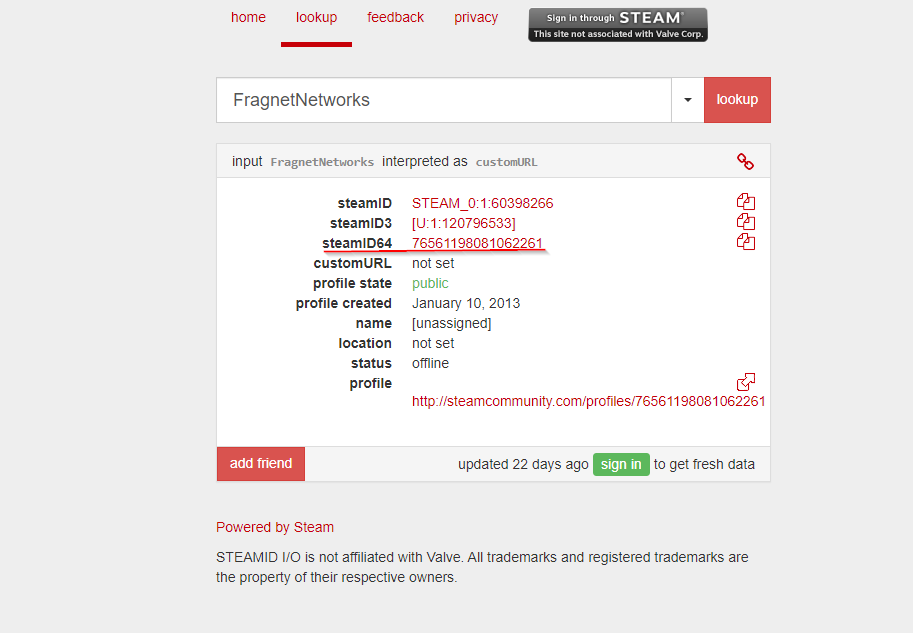 home lookup feedback privacy Sign in through STEAM®
This site not associated with Valve Corp.
FragnetNetworks lookup
input FragnetNetworks interpreted as customURL
steamID STEAM_0:1:60398266
steamID3 [U:1:120796533]
steamID64 76561198081062261
customURL not set
profile state public
profile created January 10, 2013
name [unassigned]
location not set
status offline
profile
http://steamcommunity.com/profiles/76561198081062261
add friend updated 22 days ago sign in to get fresh data
Powered by Steam
STEAMID I/O is not affiliated with Valve. All trademarks and registered trademarks are
the property of their respective owners.